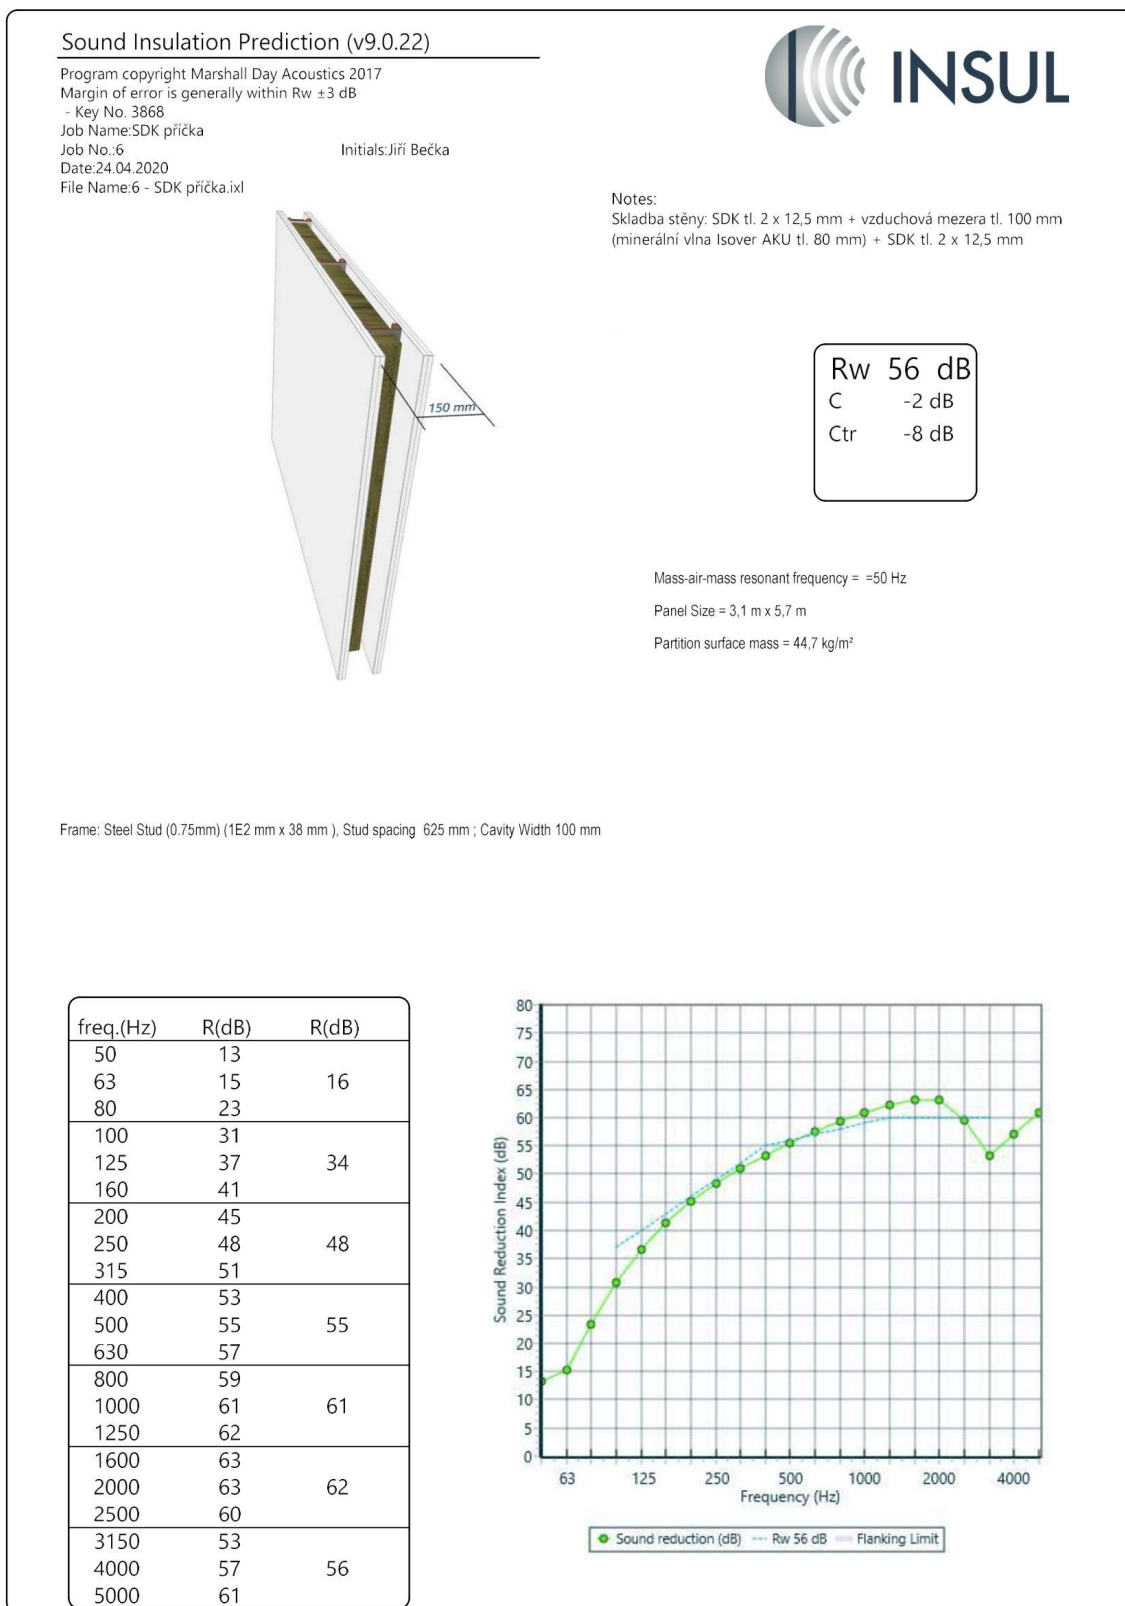 Sound Insulation Prediction (v9.0.22)
Program copyright Marshall Day Acoustics 2017
Margin of error is generally within Rw ±3 dB
- Key No. 3868
Job Name:SDK příčka
Job No.:6 Initials:Jiří Bečka
Date:24.04.2020
File Name:6 - SDK příčka.ixl
INSUL
Notes:
Skladba stěny: SDK tl. 2 x 12,5 mm + vzduchová mezera tl. 100 mm
(minerální vlna Isover AKU tl. 80 mm) + SDK tl. 2 x 12,5 mm
150 mm
Rw 56 dB
C -2 dB
Ctr -8 dB
Mass-air-mass resonant frequency = =50 Hz
Panel Size = 3,1 m x 5,7 m
Partition surface mass = 44,7 kg/m²
Frame: Steel Stud (0.75mm) (1E2 mm x 38 mm ), Stud spacing 625 mm ; Cavity Width 100 mm
freq.(Hz) R(dB) R(dB)
50 13
63 15 16
80 23
100 31
125 37 34
160 41
200 45
250 48 48
315 51
400 53
500 55 55
630 57
800 59
1000 61 61
1250 62
1600 63
2000 63 62
2500 60
3150 53
4000 57 56
5000 61
Sound Reduction Index (dB)
80
75
70
65
60
55
50
45
40
35
30
25
20
15
10
5
0
63 125 250 500 1000 2000 4000
Frequency (Hz)
Sound reduction (dB) Rw 56 dB Flanking Limit